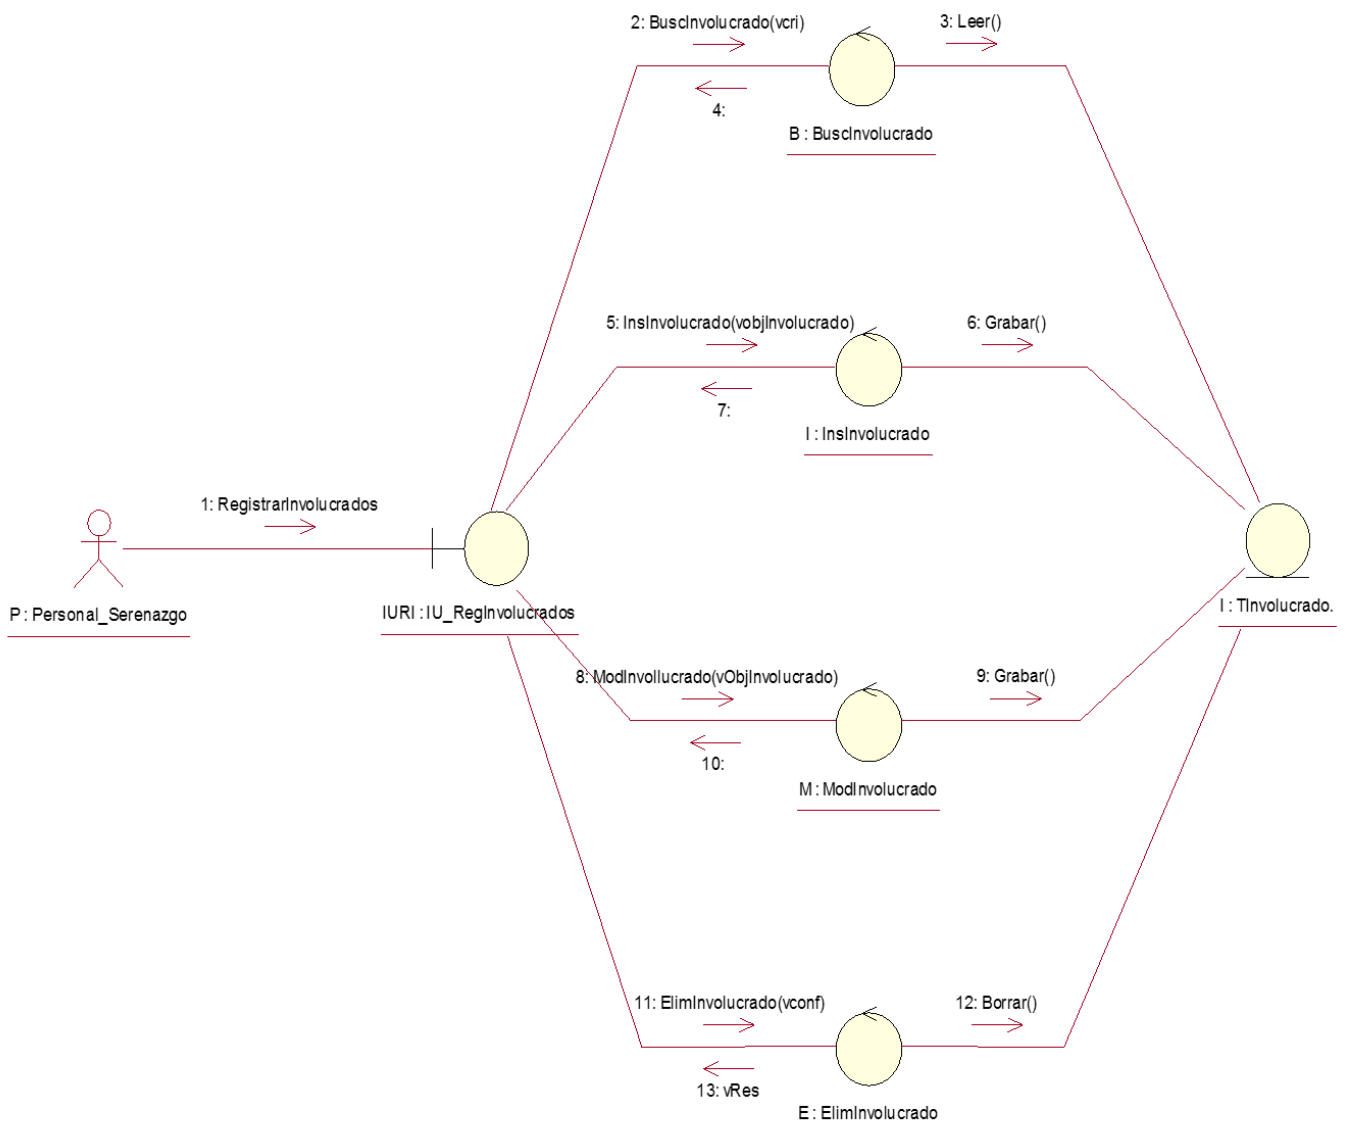 2: BuscInvolucrado(vcri)
3: Leer()
4:
B : BuscInvolucrado
5: InsInvolucrado(vobjInvolucrado)
6: Grabar()
7:
I : InsInvolucrado
1: RegistrarInvolucrados
P : Personal_Serenazgo
IURI : IU_RegInvolucrados
I : TInvolucrado.
8: ModInvollucrado(vObjInvolucrado)
9: Grabar()
10:
M : ModInvolucrado
11: ElimInvolucrado(vconf)
12: Borrar()
13: vRes
E : ElimInvolucrado